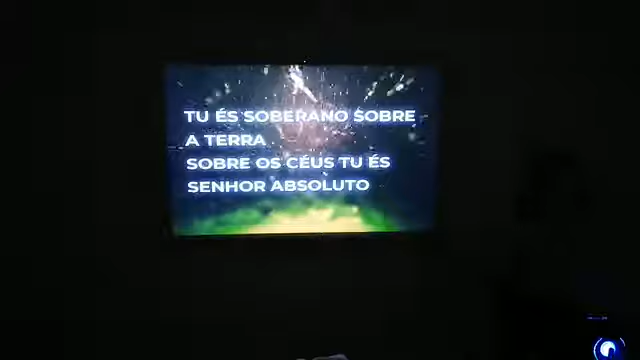 TU ÉS SOBERANO SOBRE
A TERRA
SOBRE OS CÉUS TU ÉS
SENHOR ABSOLUTO